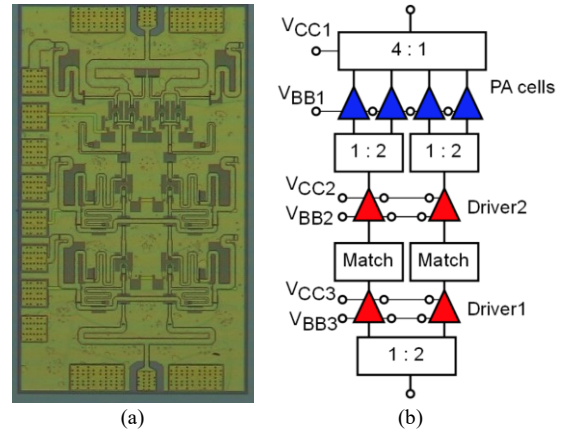 VCC1
4 : 1
PA cells
VBB1
1 : 2
1 : 2
VCC2
VBB2
Driver2
Match
Match
VCC3
VBB3
Driver1
1 : 2
(a)
(b)